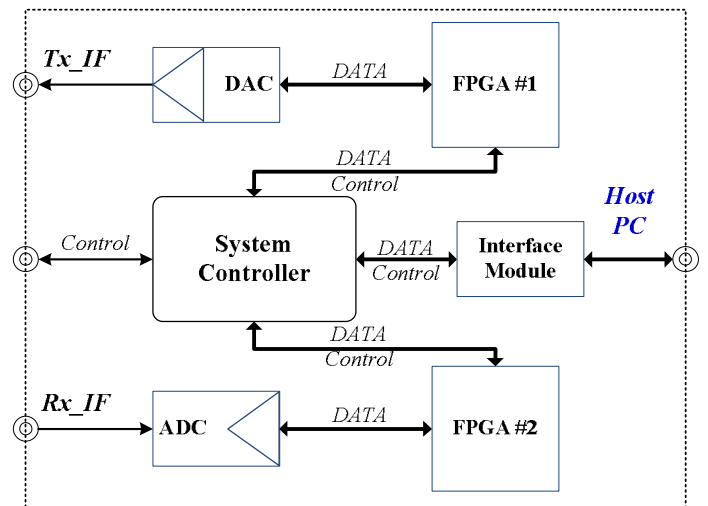 Tx_IF
DAC
DATA
FPGA #1
DATA
Control
Control
System
Controller
DATA
Control
Interface
Module
Host
PC
DATA
Control
Rx_IF
ADC
DATA
FPGA #2